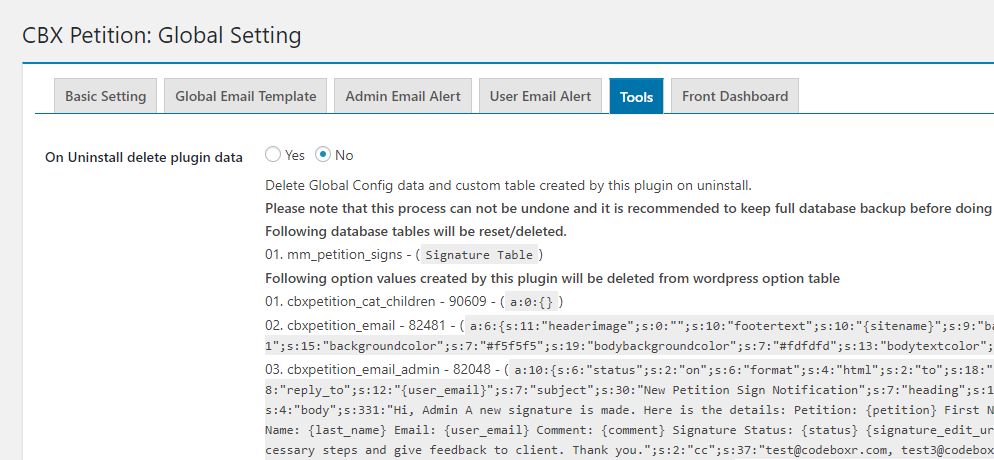 CBX Petition: Global Setting
Basic Setting Global Email Template Admin Email Alert User Email Alert Tools Front Dashboard
On Uninstall delete plugin data Yes No
Delete Global Config data and custom table created by this plugin on uninstall.
Please note that this process can not be undone and it is recommended to keep full database backup before doing
Following database tables will be reset/deleted.
01. mm_petition_signs - ( Signature Table )
Following option values created by this plugin will be deleted from wordpress option table
01. cbxpetition_cat_children - 90609 - ( a:0:{} )
02. cbxpetition_email - 82481 - ( a:6:{s:11:"headerimage";s:0:"";s:10:"footertext";s:10:"{sitename}";s:9:"ba
1";s:15:"backgroundcolor";s:7:"#f5f5f5";s:19:"bodybackgroundcolor";s:7:"#fdfdfd";s:13:"bodytextcolor";
03. cbxpetition_email_admin - 82048 - ( a:10:{s:6:"status";s:2:"on";s:6:"format";s:4:"html";s:2:"to";s:18:"
8:"reply_to";s:12:"{user_email}";s:7:"subject";s:30:"New Petition Sign Notification";s:7:"heading";s:1
s:4:"body";s:331:"Hi, Admin A new signature is made. Here is the details: Petition: {petition} First N
Name: {last_name} Email: {user_email} Comment: {comment} Signature Status: {status} {signature_edit_ur
cessary steps and give feedback to client. Thank you.";s:2:"cc";s:37:"test@codeboxr.com, test3@codebox